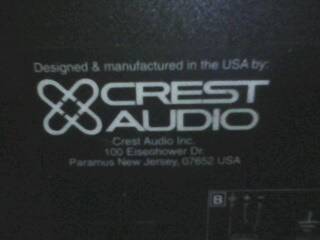 Designed & manufactured in the USA by:
CREST
AUDIO
Crest Audio Inc.
100 Eisenhower Dr.
Paramus New Jersey, 07652 USA
B + -